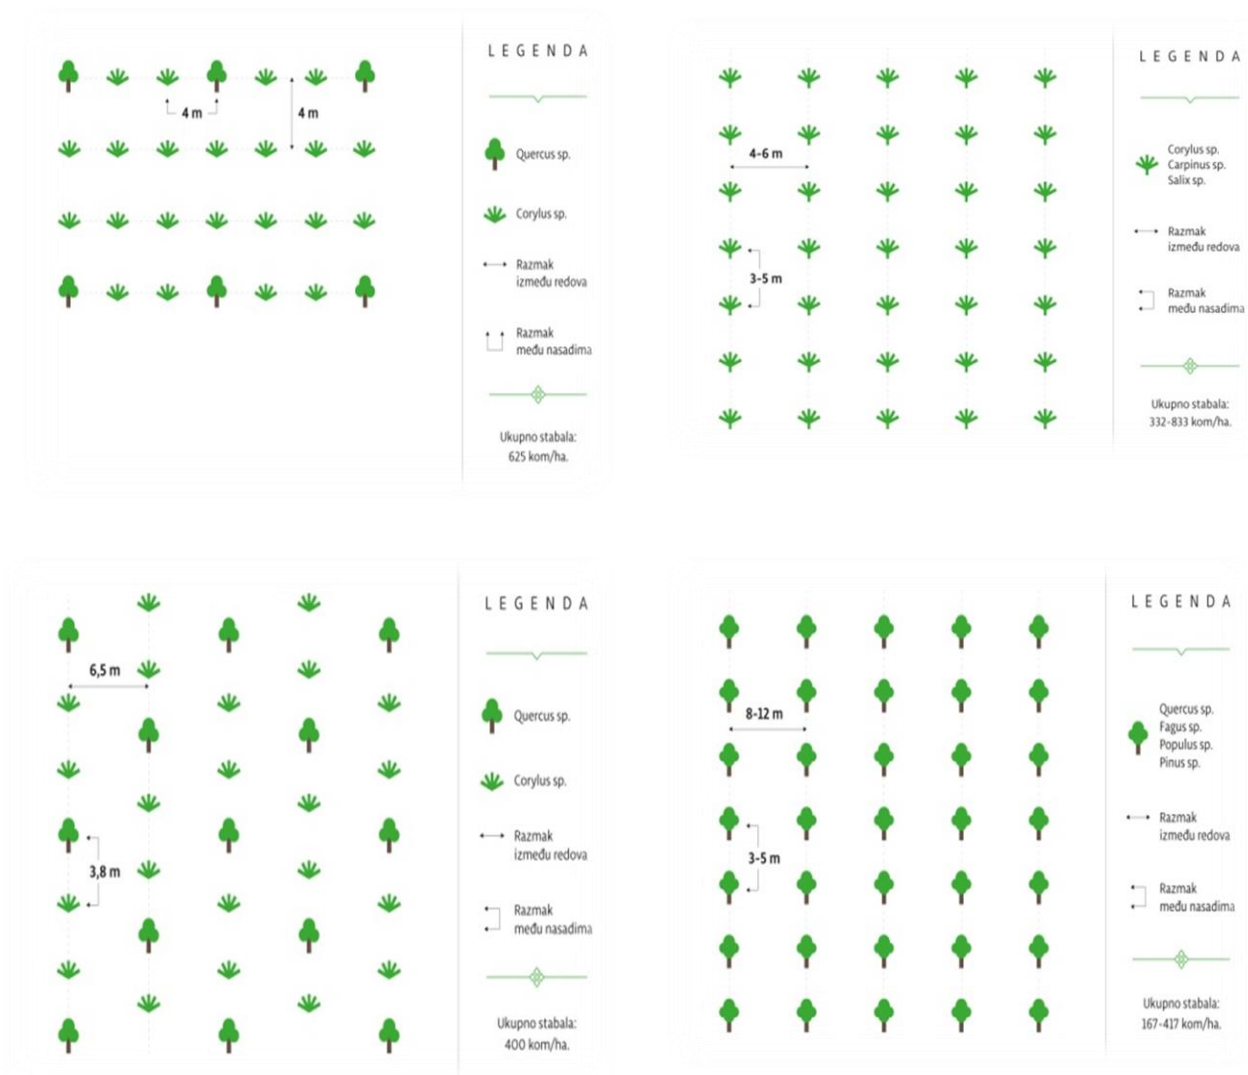 4 m
4 m
LEGENDA
Quercus sp.
Corylus sp.
Razmak
između redova
Razmak
među nasadima
Ukupno stabala:
625 kom/ha.
4-6 m
3-5 m
LEGENDA
Corylus sp.
Carpinus sp.
Salix sp.
Razmak
između redova
Razmak
među nasadima
Ukupno stabala:
332-833 kom/ha.
6,5 m
3,8 m
LEGENDA
Quercus sp.
Corylus sp.
Razmak
između redova
Razmak
među nasadima
Ukupno stabala:
400 kom/ha.
8-12 m
3-5 m
LEGENDA
Quercus sp.
Fagus sp.
Populus sp.
Pinus sp.
Razmak
između redova
Razmak
među nasadima
Ukupno stabala:
167-417 kom/ha.